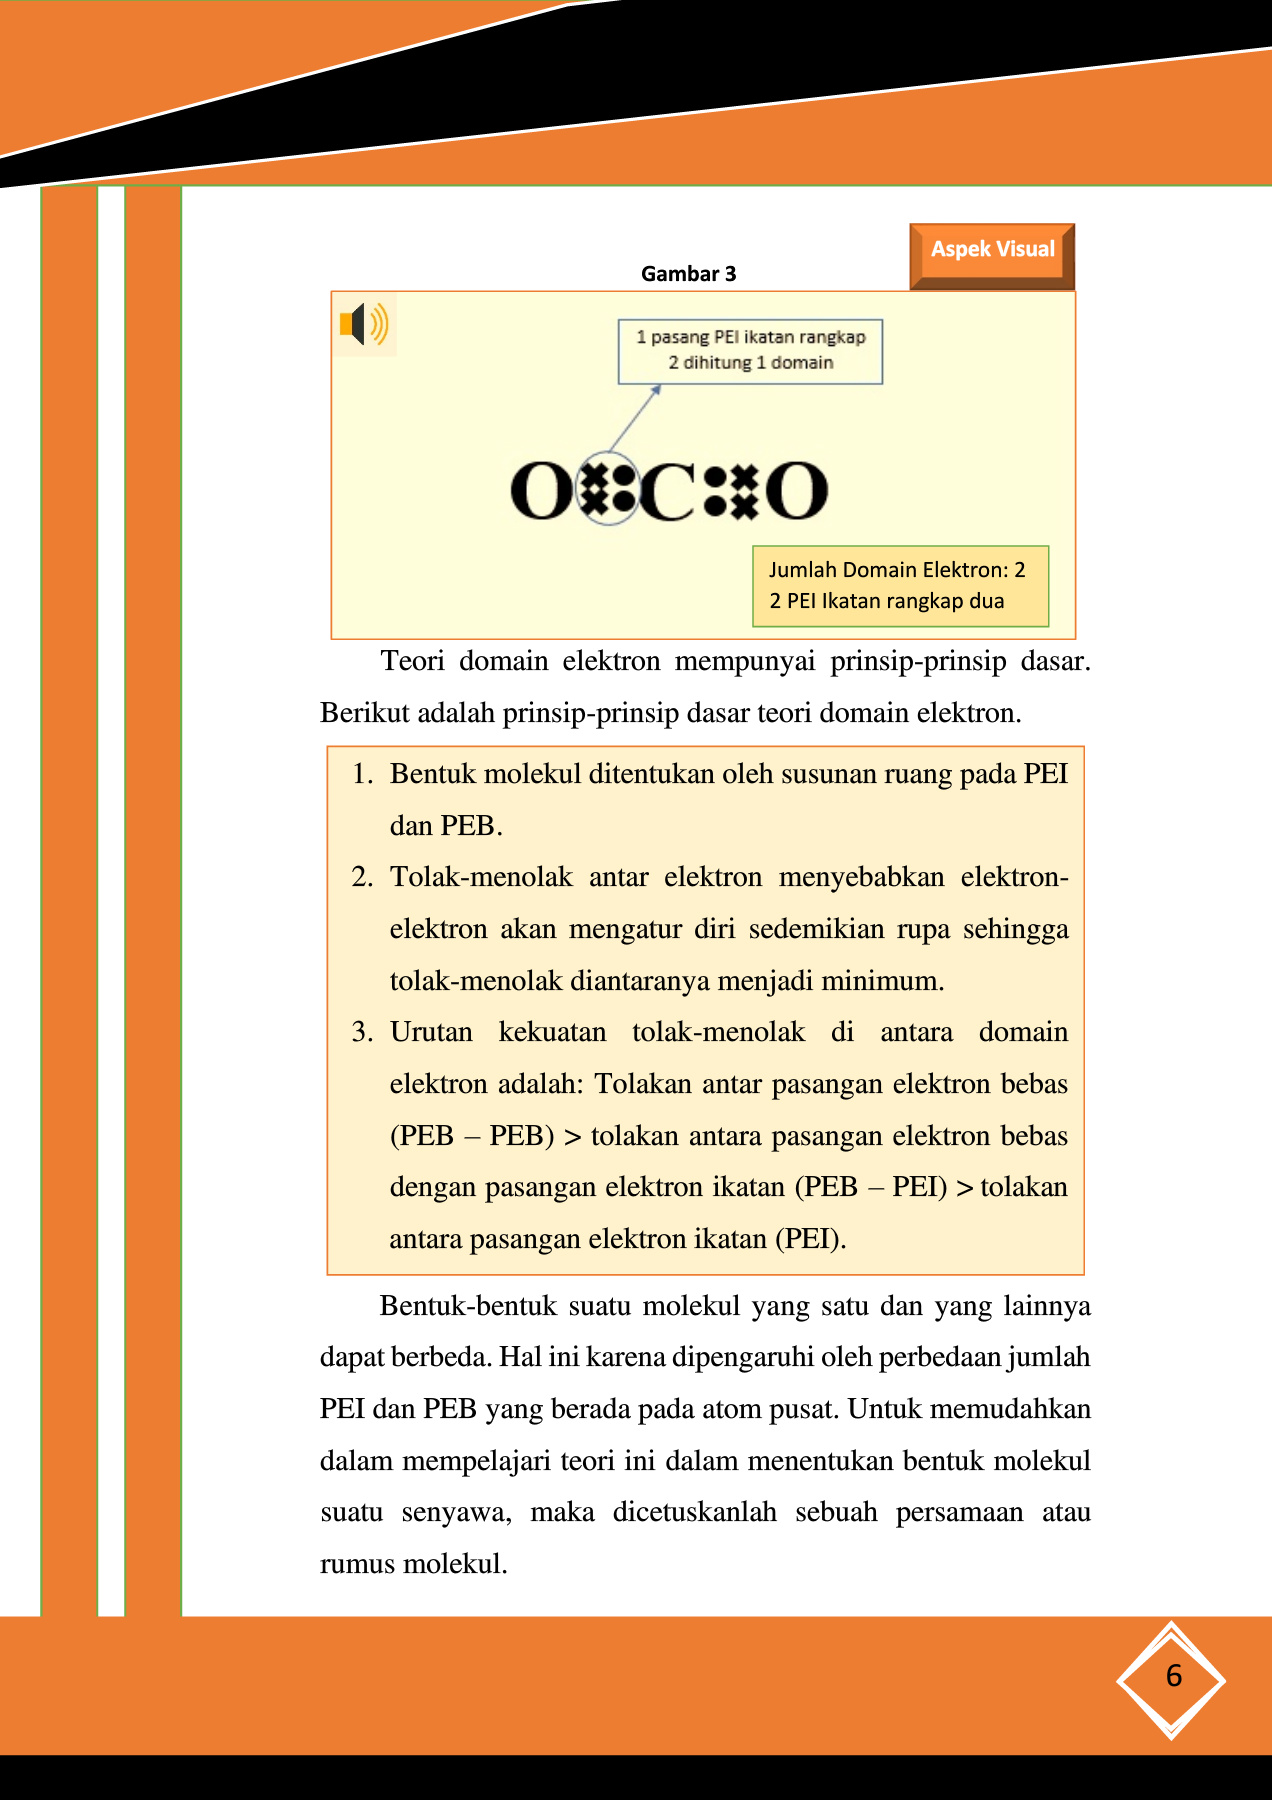 Aspek Visual
Gambar 3
1 pasang PEI ikatan rangkap
2 dihitung 1 domain
O C O
Jumlah Domain Elektron: 2
2 PEI Ikatan rangkap dua
Teori domain elektron mempunyai prinsip-prinsip dasar.
Berikut adalah prinsip-prinsip dasar teori domain elektron.
1. Bentuk molekul ditentukan oleh susunan ruang pada PEI
dan PEB.
2. Tolak-menolak antar elektron menyebabkan elektron-
elektron akan mengatur diri sedemikian rupa sehingga
tolak-menolak diantaranya menjadi minimum.
3. Urutan kekuatan tolak-menolak di antara domain
elektron adalah: Tolakan antar pasangan elektron bebas
(PEB – PEB) > tolakan antara pasangan elektron bebas
dengan pasangan elektron ikatan (PEB – PEI) > tolakan
antara pasangan elektron ikatan (PEI).
Bentuk-bentuk suatu molekul yang satu dan yang lainnya
dapat berbeda. Hal ini karena dipengaruhi oleh perbedaan jumlah
PEI dan PEB yang berada pada atom pusat. Untuk memudahkan
dalam mempelajari teori ini dalam menentukan bentuk molekul
suatu senyawa, maka dicetuskanlah sebuah persamaan atau
rumus molekul.
6